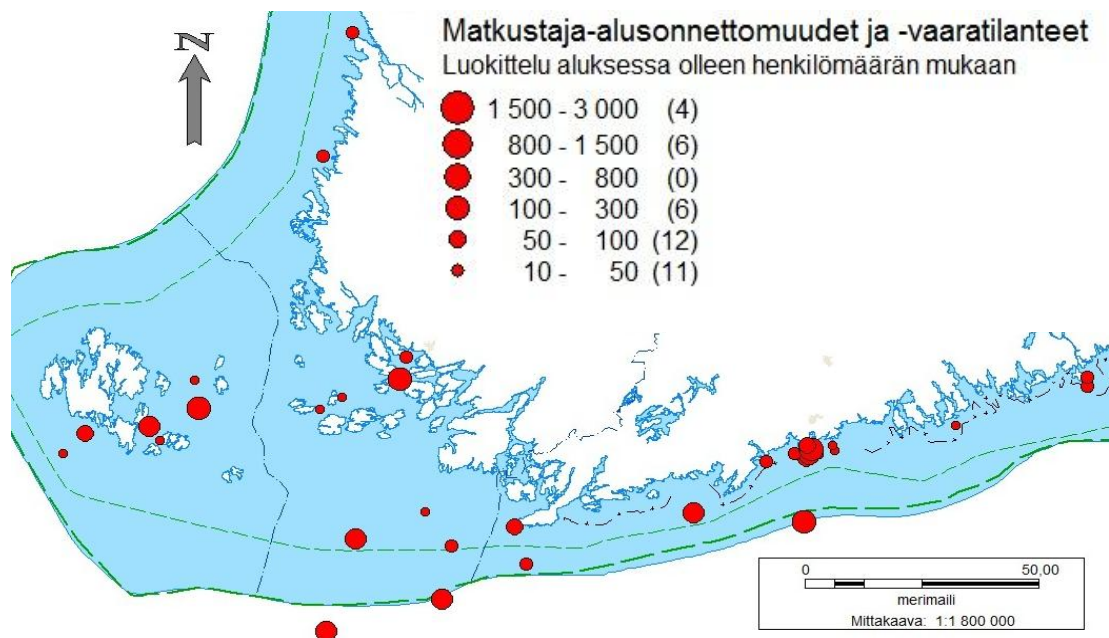 N
Matkustaja-alusonnettomuudet ja -vaaratilanteet
Luokittelu aluksessa olleen henkilömäärän mukaan
1 500 - 3 000 (4)
800 - 1 500 (6)
300 - 800 (0)
100 - 300 (6)
50 - 100 (12)
10 - 50 (11)
0 50,00
merimaili
Mittakaava: 1:1 800 000